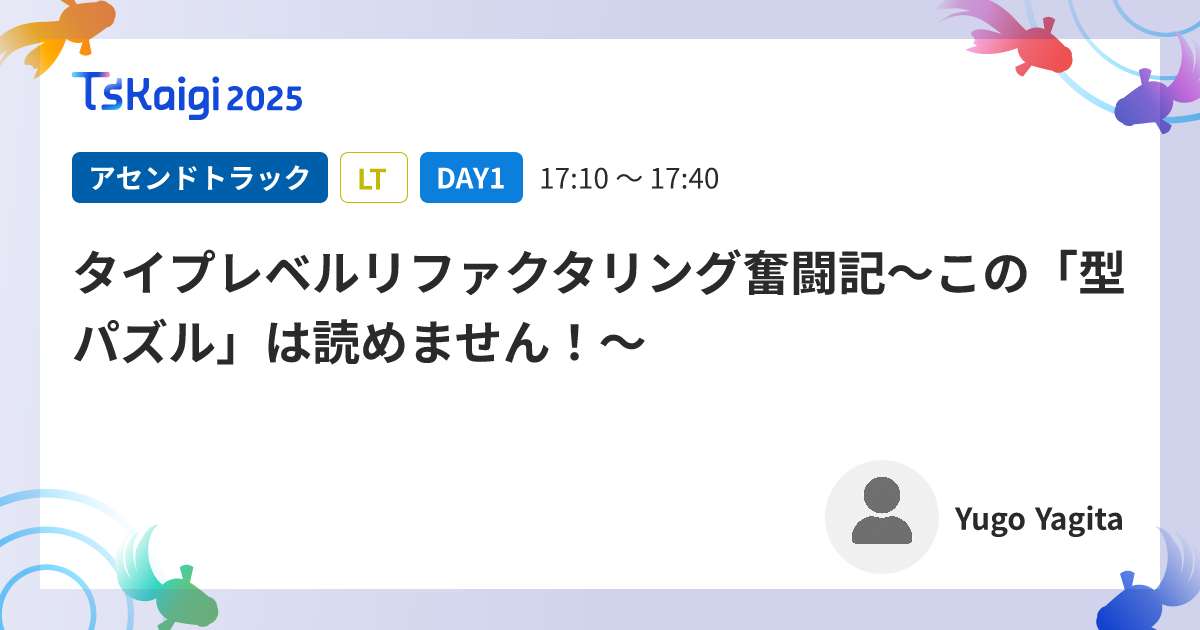 TSKaigi 2025
アセンドトラック LT DAY1 17:10 〜 17:40
タイプレベルリファクタリング奮闘記〜この「型
パズル」は読めません！〜
Yugo Yagita